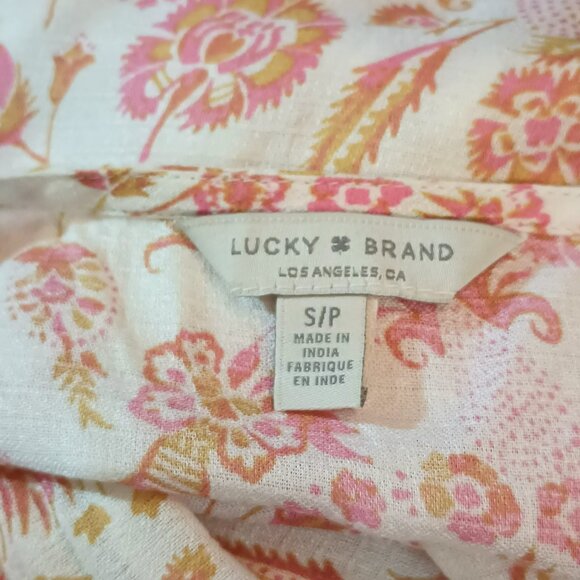 LUCKY BRAND
LOS ANGELES, CA
S/P
MADE IN
INDIA
FABRIQUE
EN INDE